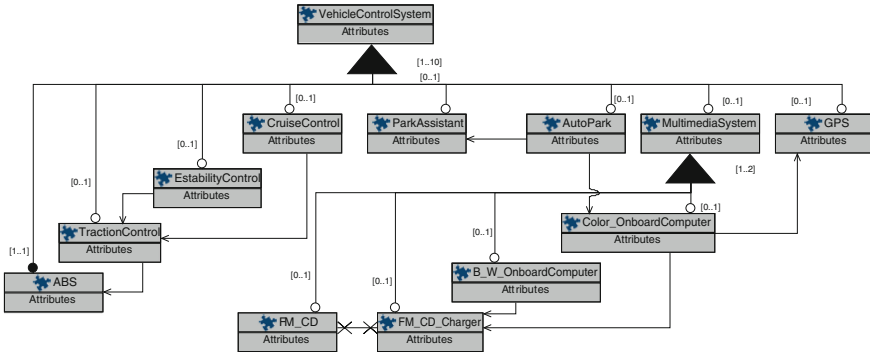 VehicleControlSystem
Attributes
[1..10]
[0..1]
[0..1] [0..1] [0..1] [0..1] [0..1]
CruiseControl ParkAssistant AutoPark MultimediaSystem GPS
Attributes Attributes Attributes Attributes Attributes
[0..1]
[1..2]
EstabilityControl
[0..1]
Attributes
[0..1]
Color_OnboardComputer
TractionControl
[0..1]
Attributes
Attributes
[1..1]
B_W_OnboardComputer
[0..1]
ABS
[0..1]
Attributes
Attributes
FM_CD FM_CD_Charger
Attributes Attributes